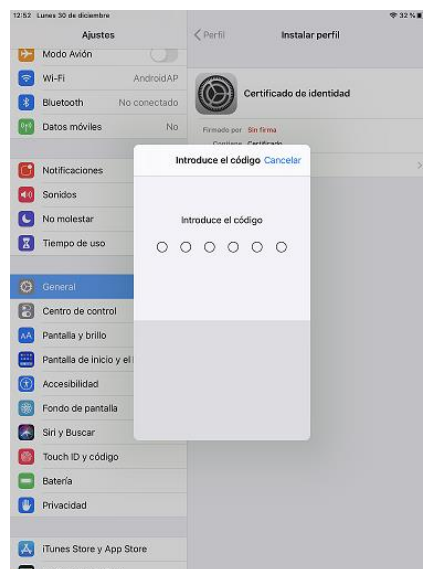 12:52 Lunes 30 de diciembre
32 %
Ajustes
Perfil
Instalar perfil
Modo Avión
Wi-Fi
AndroidAP
Bluetooth
No conectado
Datos móviles
No
Notificaciones
Sonidos
No molestar
Tiempo de uso
General
Centro de control
Pantalla y brillo
Pantalla de inicio y el
Accesibilidad
Fondo de pantalla
Siri y Buscar
Touch ID y código
Batería
Privacidad
iTunes Store y App Store
Certificado de identidad
Firmado por Sin firma
Contiene Certificado
Introduce el código Cancelar
Introduce el código